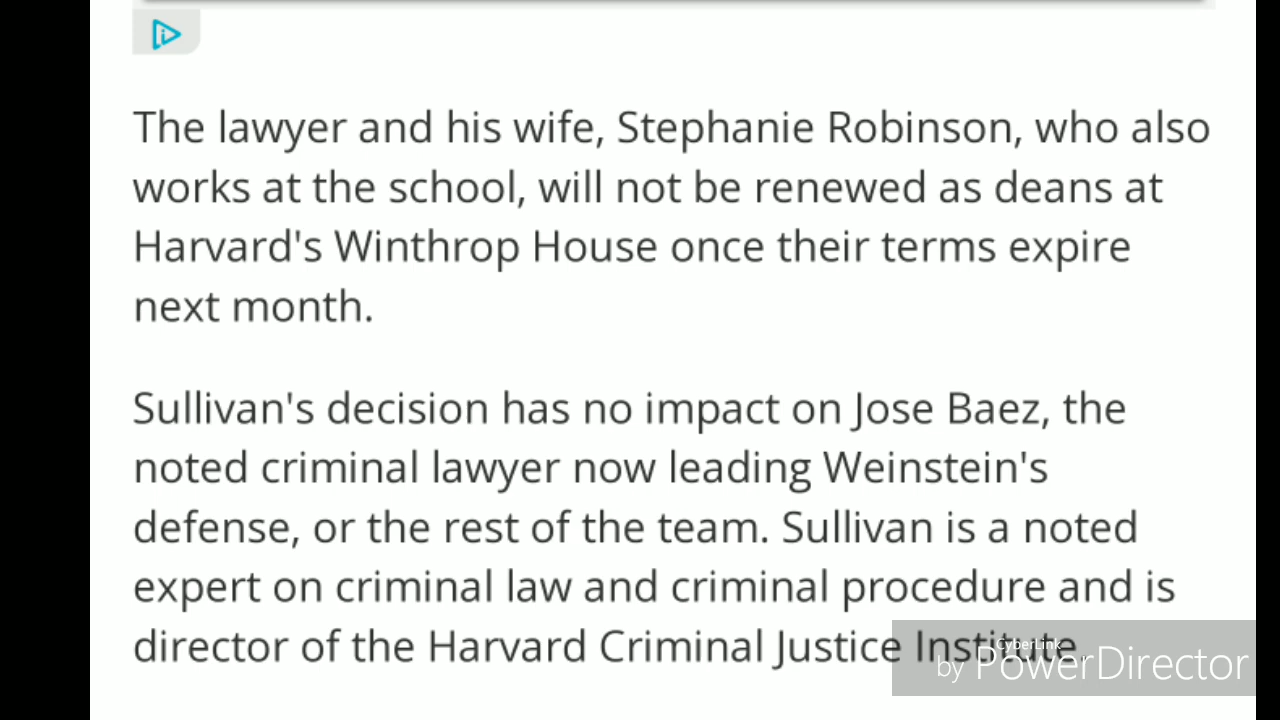 The lawyer and his wife, Stephanie Robinson, who also
works at the school, will not be renewed as deans at
Harvard's Winthrop House once their terms expire
next month.
Sullivan's decision has no impact on Jose Baez, the
noted criminal lawyer now leading Weinstein's
defense, or the rest of the team. Sullivan is a noted
expert on criminal law and criminal procedure and is
director of the Harvard Criminal Justice Institute.
CyberLink
by PowerDirector